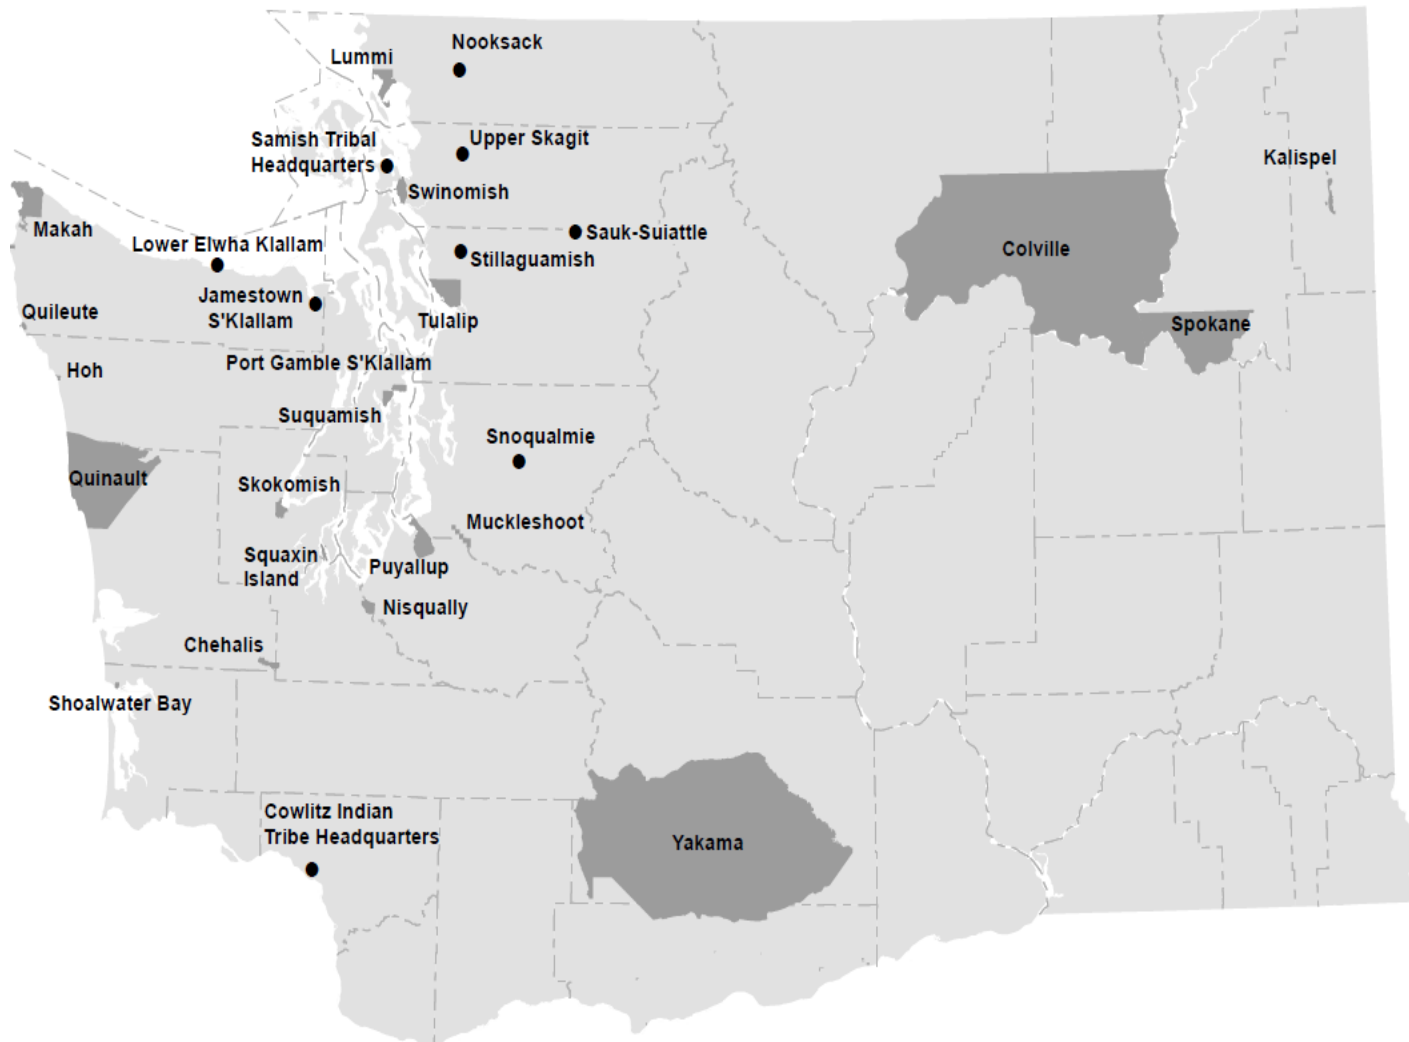 Nooksack
Lummi
Samish Tribal
Headquarters
Upper Skagit
Kalispel
Swinomish
Makah
Lower Elwha Klallam
Sauk-Suiattle
Stillaguamish
Colville
Jamestown
S'Klallam
Quileute
Tulalip
Spokane
Port Gamble S'Klallam
Hoh
Suquamish
Snoqualmie
Quinault
Skokomish
Muckleshoot
Squaxin
Island
Puyallup
Nisqually
Chehalis
Shoalwater Bay
Cowlitz Indian
Tribe Headquarters
Yakama